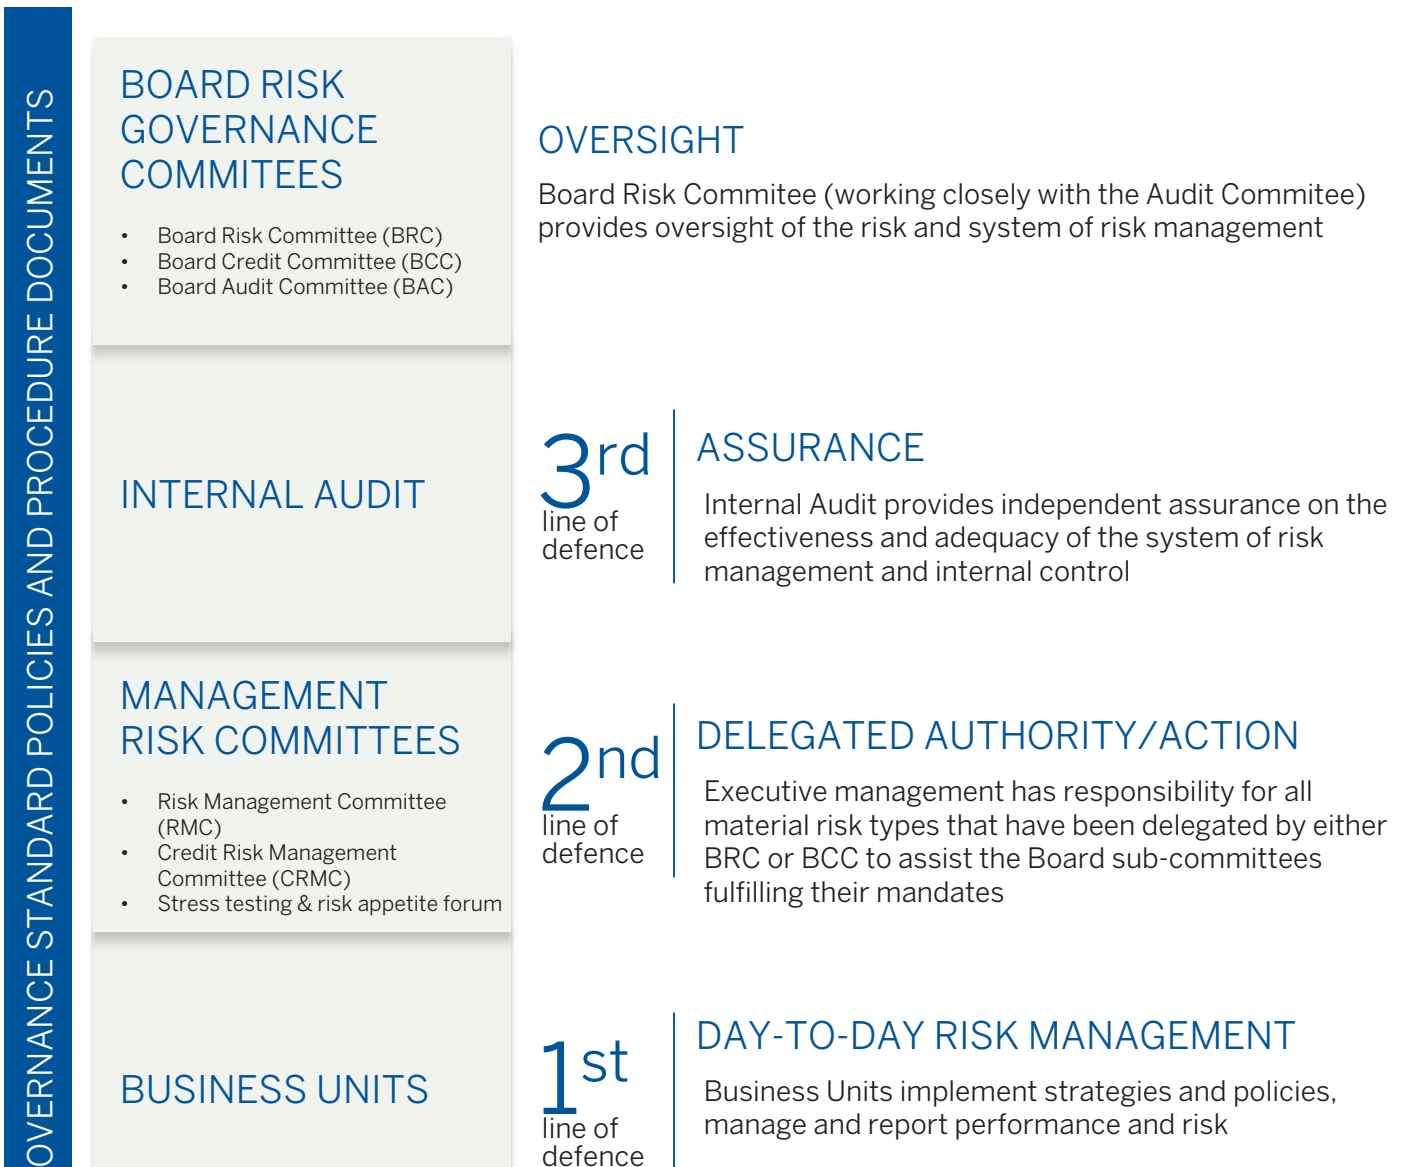 OVERNANCE STANDARD POLICIES AND PROCEDURE DOCUMENTS
BOARD RISK
GOVERNANCE
COMMITEES
• Board Risk Committee (BRC)
• Board Credit Committee (BCC)
• Board Audit Committee (BAC)
OVERSIGHT
Board Risk Commitee (working closely with the Audit Commitee)
provides oversight of the risk and system of risk management
INTERNAL AUDIT
3rd
line of
defence
ASSURANCE
Internal Audit provides independent assurance on the
effectiveness and adequacy of the system of risk
management and internal control
MANAGEMENT
RISK COMMITTEES
• Risk Management Committee
(RMC)
• Credit Risk Management
Committee (CRMC)
• Stress testing & risk appetite forum
2nd
line of
defence
DELEGATED AUTHORITY/ACTION
Executive management has responsibility for all
material risk types that have been delegated by either
BRC or BCC to assist the Board sub-committees
fulfilling their mandates
BUSINESS UNITS
1st
line of
defence
DAY-TO-DAY RISK MANAGEMENT
Business Units implement strategies and policies,
manage and report performance and risk